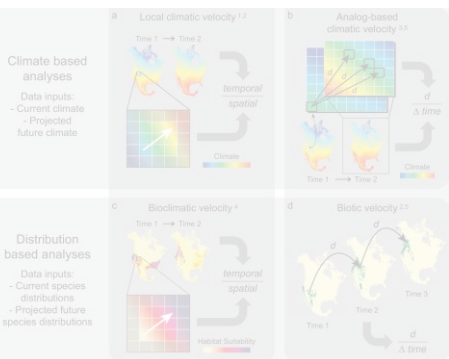 a
Local climatic velocity 1,2
Time 1 → Time 2
temporal
spatial
Climate
b
Analog-based
climatic velocity
d
d
d
d
Δ time
Time 1 → Time 2
Climate
Climate based
analyses
Data inputs:
- Current climate
- Projected
future climate
c
Bioclimatic velocity
Time 1 → Time 2
temporal
spatial
Habitat Suitability
d
Biotic velocity
d
d
Time 1
Time 2
Time 3
d
Δ time
Distribution
based analyses
Data inputs:
- Current species
distributions
- Projected future
species distributions